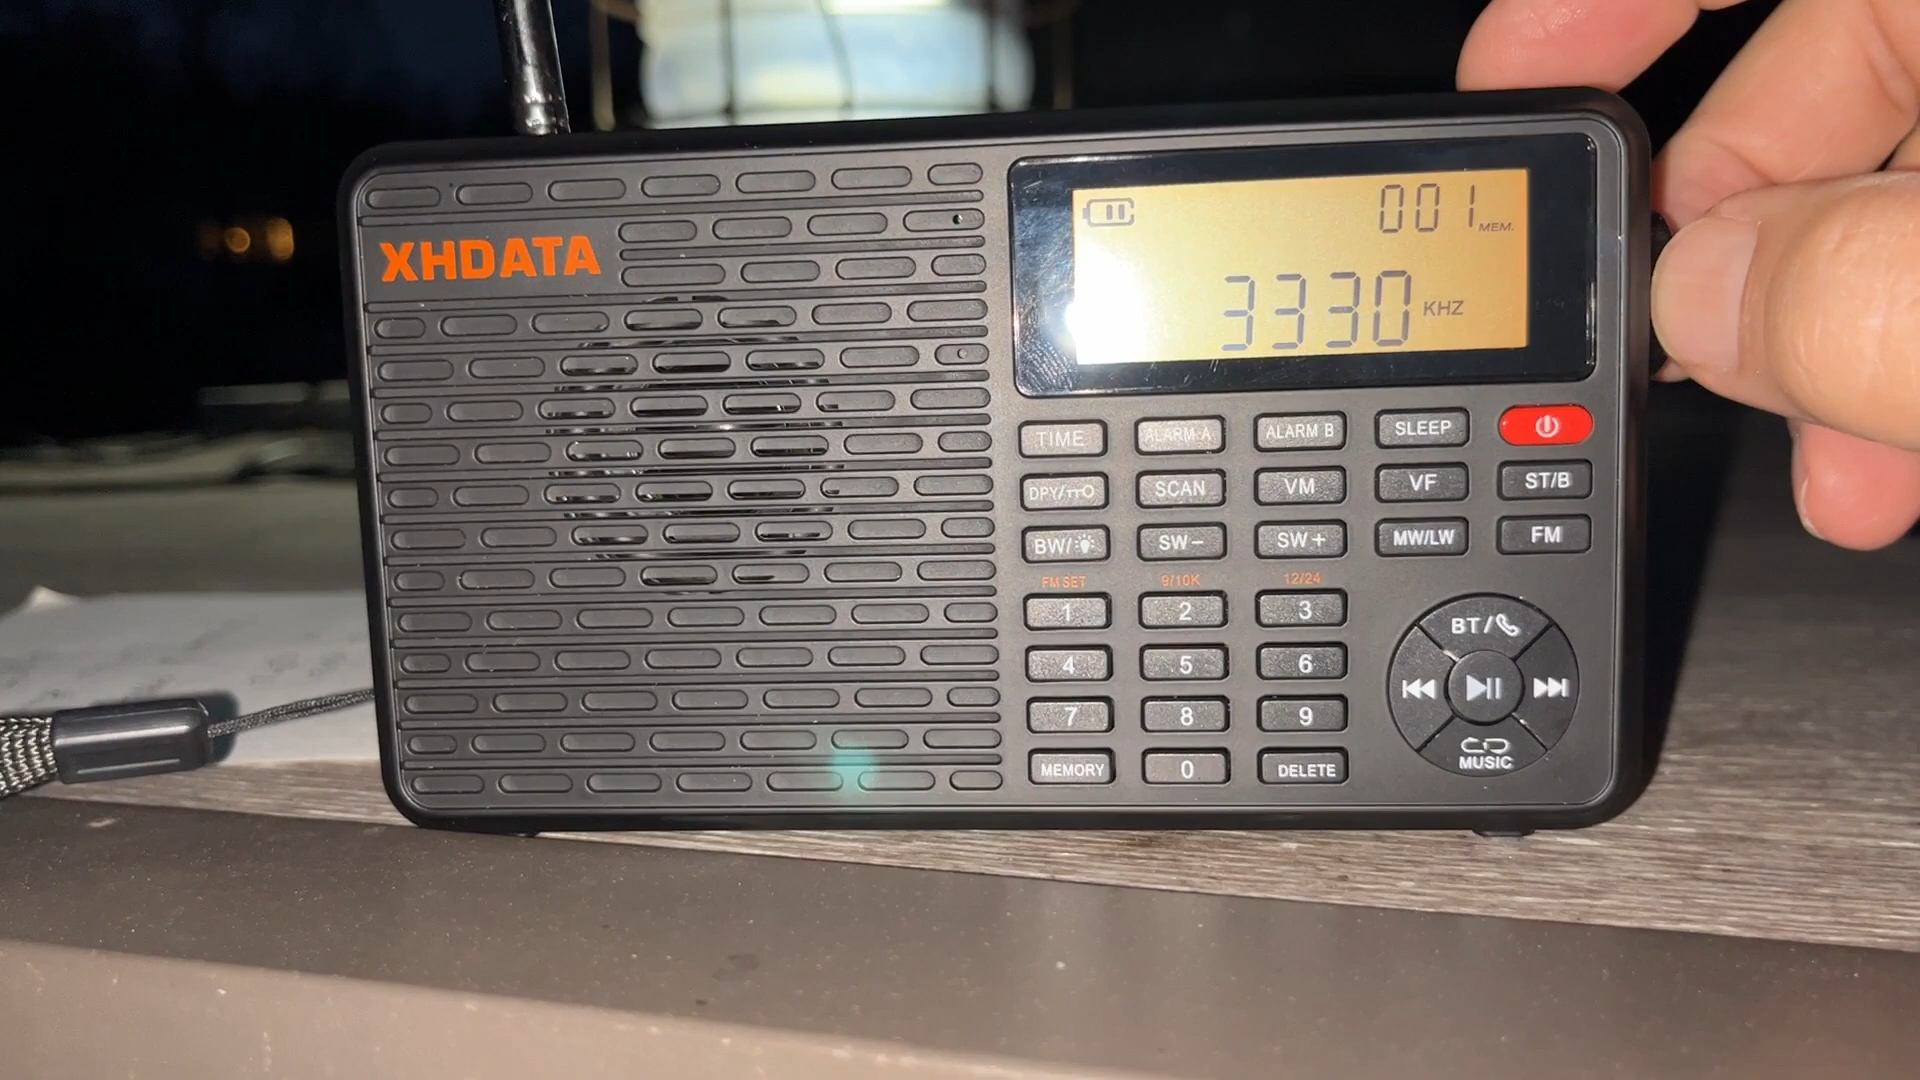 XHDATA
001 MEM.
3330 KHZ
TIME ALARM A ALARM B SLEEP
DPY/ SCAN VM VF ST/B
BW/ SW- SW+ MW/LW FM
FM SET 9/10K 12/24
1 2 3
BT/
4 5 6
7 8 9
MUSIC
MEMORY 0 DELETE